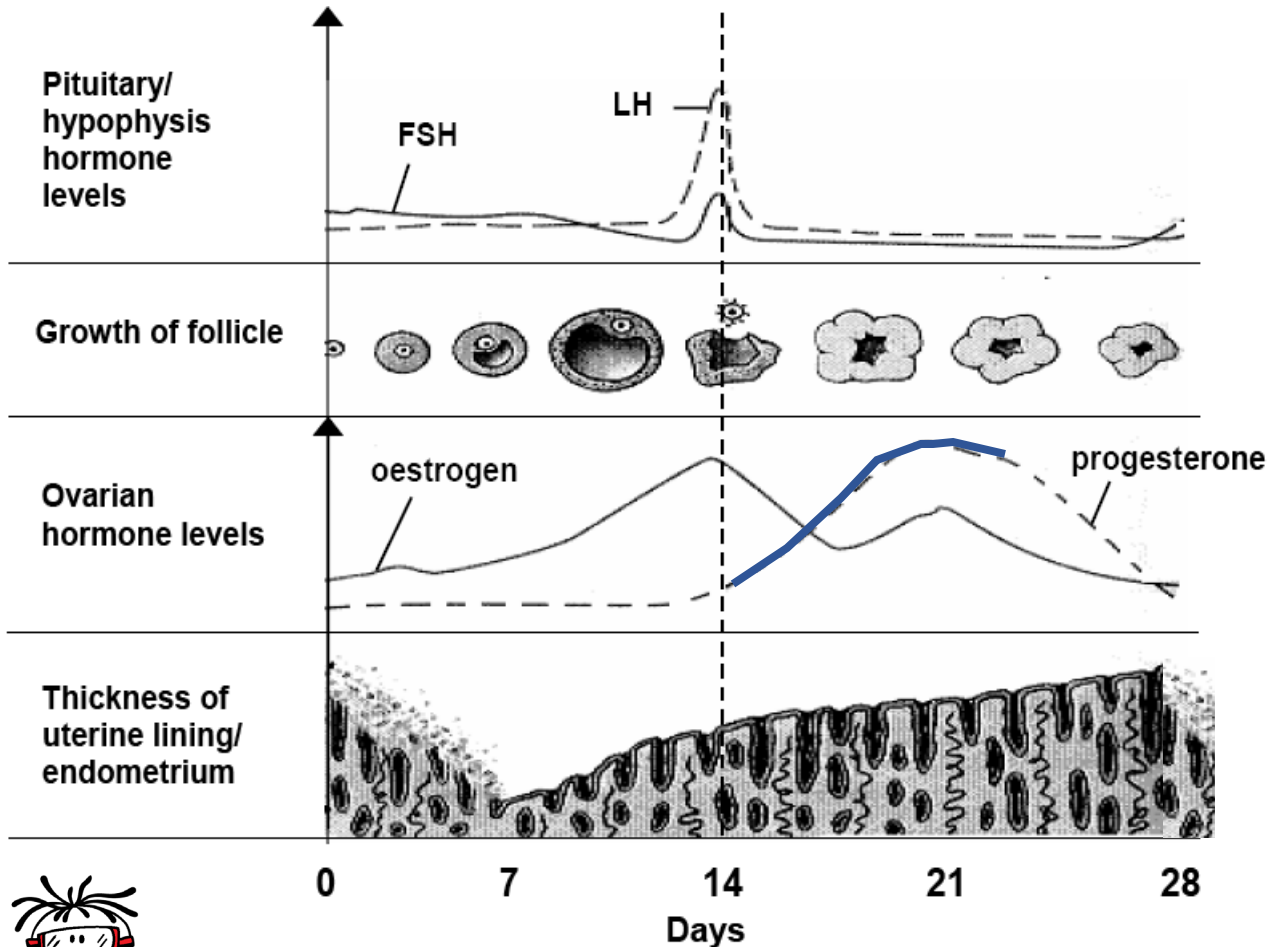 Pituitary/
hypophysis
hormone
levels
FSH
LH
Growth of follicle
Ovarian
hormone levels
oestrogen
progesterone
Thickness of
uterine lining/
endometrium
0 7 14 21 28
Days